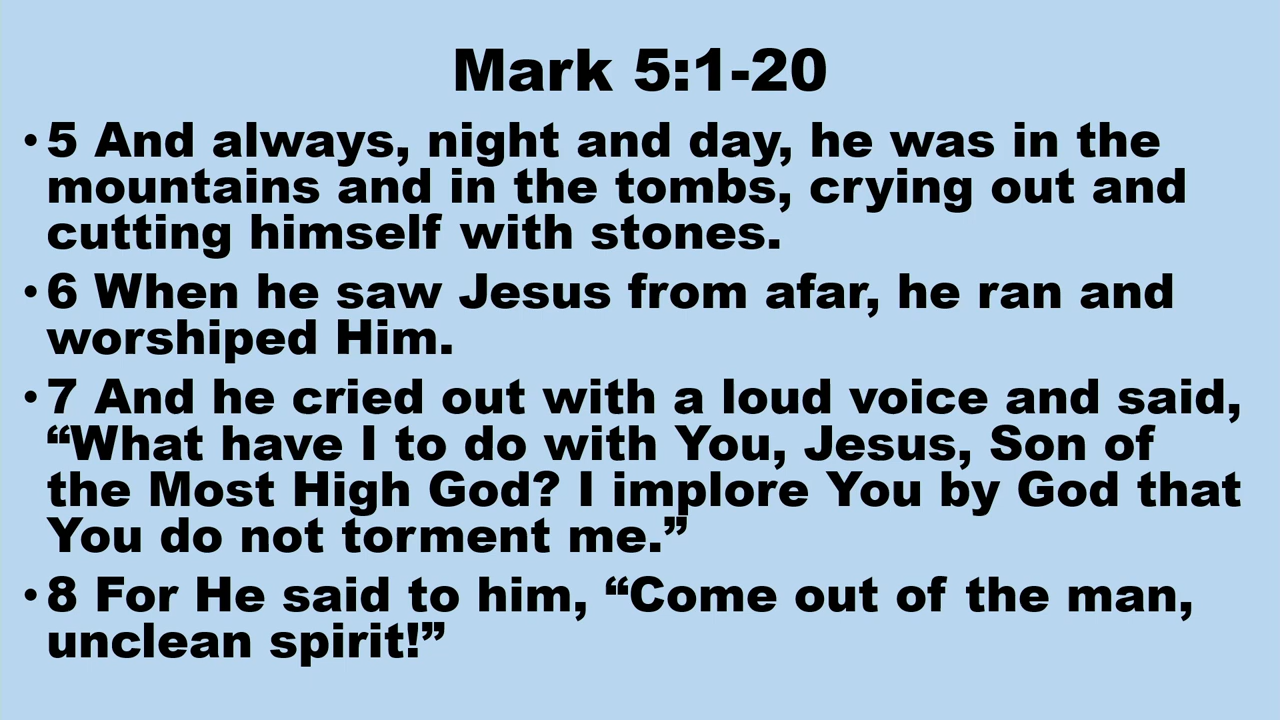 Mark 5:1-20
• 5 And always, night and day, he was in the
mountains and in the tombs, crying out and
cutting himself with stones.
• 6 When he saw Jesus from afar, he ran and
worshiped Him.
• 7 And he cried out with a loud voice and said,
“What have I to do with You, Jesus, Son of
the Most High God? I implore You by God that
You do not torment me.”
• 8 For He said to him, “Come out of the man,
unclean spirit!”